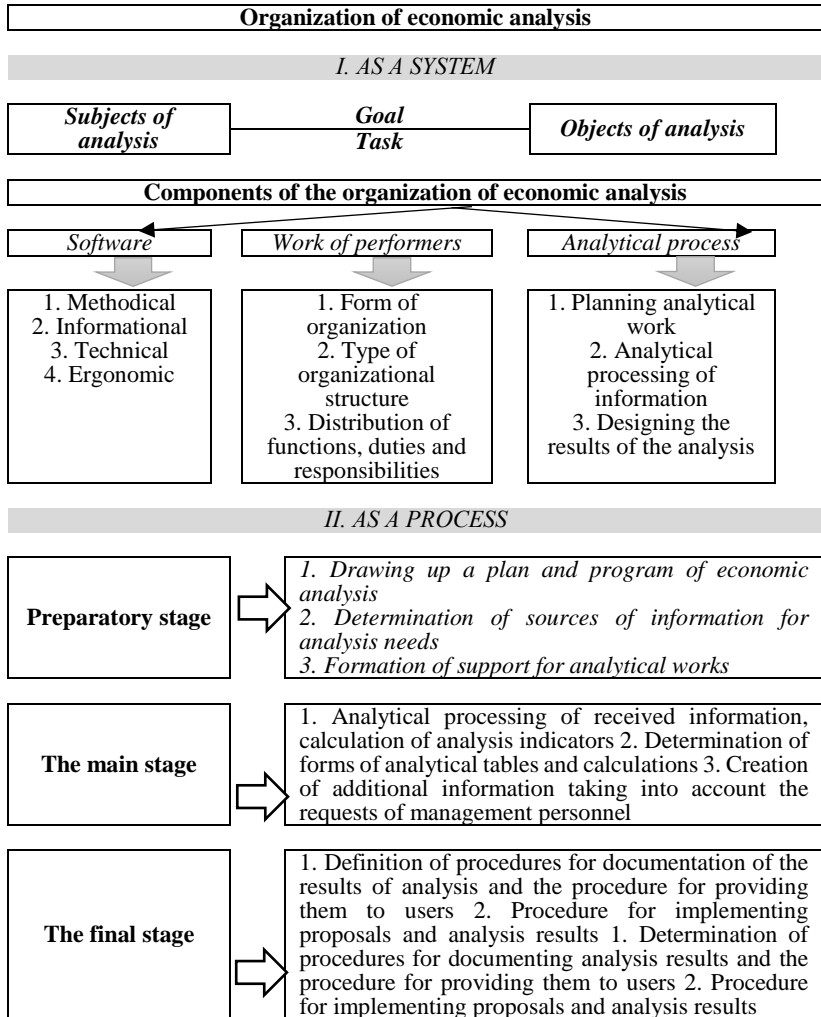 Organization of economic analysis
I. AS A SYSTEM
Subjects of
analysis
Goal
Task
Objects of analysis
Components of the organization of economic analysis
Software
Work of performers
Analytical process
1. Methodical
2. Informational
3. Technical
4. Ergonomic
1. Form of
organization
2. Type of
organizational
structure
3. Distribution of
functions, duties and
responsibilities
1. Planning analytical
work
2. Analytical
processing of
information
3. Designing the
results of the analysis
II. AS A PROCESS
Preparatory stage
1. Drawing up a plan and program of economic
analysis
2. Determination of sources of information for
analysis needs
3. Formation of support for analytical works
The main stage
1. Analytical processing of received information,
calculation of analysis indicators 2. Determination of
forms of analytical tables and calculations 3. Creation
of additional information taking into account the
requests of management personnel
The final stage
1. Definition of procedures for documentation of the
results of analysis and the procedure for providing
them to users 2. Procedure for implementing
proposals and analysis results 1. Determination of
procedures for documenting analysis results and the
procedure for providing them to users 2. Procedure
for implementing proposals and analysis results